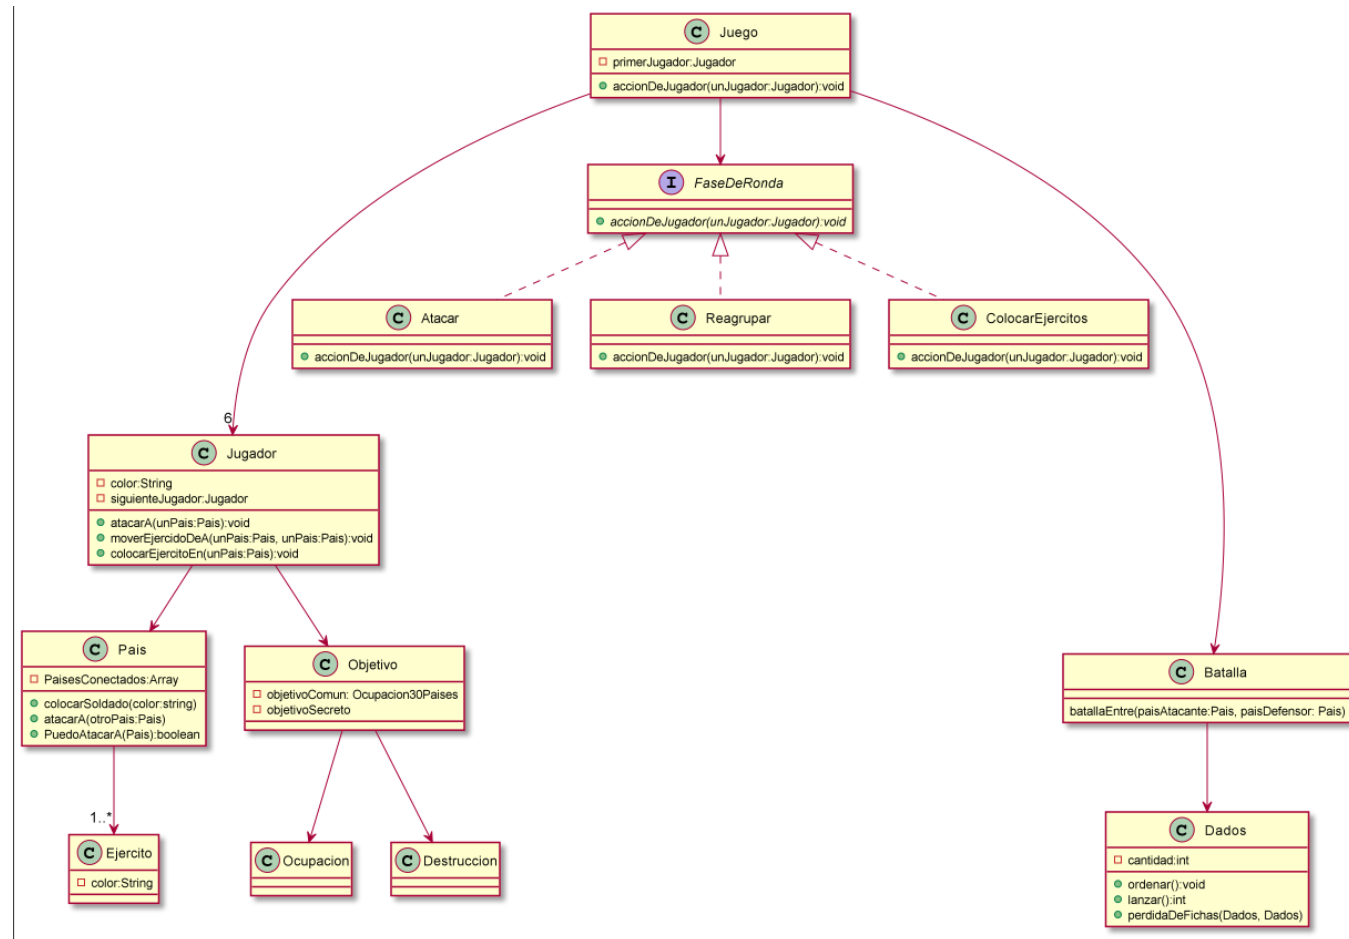 C Juego
primerJugador:Jugador
accionDeJugador(unJugador:Jugador):void
I FaseDeRonda
accionDeJugador(unJugador:Jugador):void
C Atacar
accionDeJugador(unJugador:Jugador):void
C Reagrupar
accionDeJugador(unJugador:Jugador):void
C ColocarEjercitos
accionDeJugador(unJugador:Jugador):void
6
C Jugador
color:String
siguienteJugador:Jugador
atacarA(unPais:Pais):void
moverEjercidoDeA(unPais:Pais, unPais:Pais):void
colocarEjercitoEn(unPais:Pais):void
C Pais
PaisesConectados:Array
colocarSoldado(color:string)
atacarA(otroPais:Pais)
PuedoAtacarA(Pais):boolean
C Objetivo
objetivoComun: Ocupacion30Paises
objetivoSecreto
C Batalla
batallaEntre(paisAtacante:Pais, paisDefensor: Pais)
1..*
C Ejercito
color:String
C Ocupacion
C Destruccion
C Dados
cantidad:int
ordenar():void
lanzar():int
perdidaDeFichas(Dados, Dados)